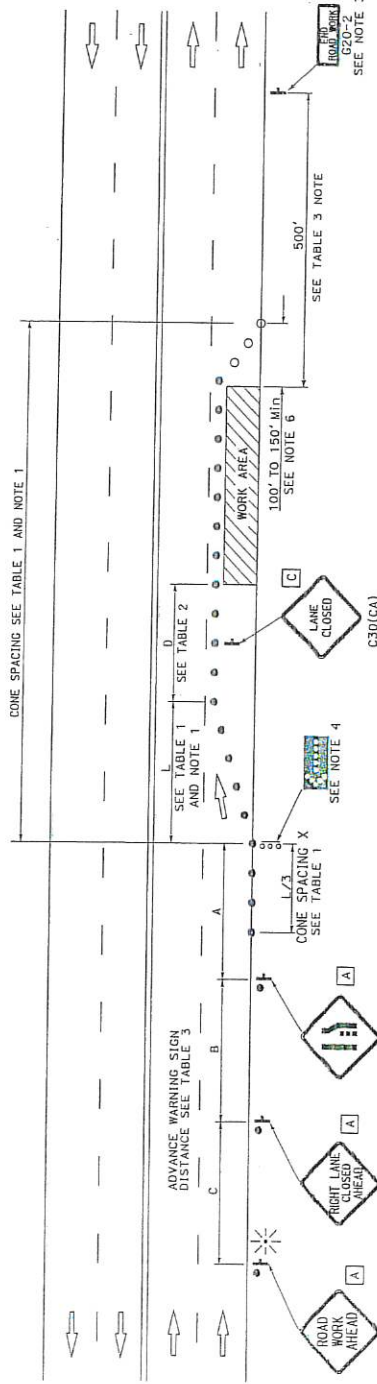 CONE SPACING SEE TABLE 1 AND NOTE 1
ADVANCE WARNING SIGN
DISTANCE SEE TABLE 3
C
B
A
L
SEE TABLE 1
AND NOTE 1
D
SEE TABLE 2
WORK AREA
100' TO 150' Min
SEE NOTE 6
500'
SEE TABLE 3 NOTE
L/3
CONE SPACING X
SEE TABLE 1
ROAD
WORK
AHEAD
A
RIGHT LANE
CLOSED
AHEAD
A
A
SEE NOTE 4
LANE
CLOSED
C
C30(CA)
END
ROAD WORK
G20-2
SEE NOTE